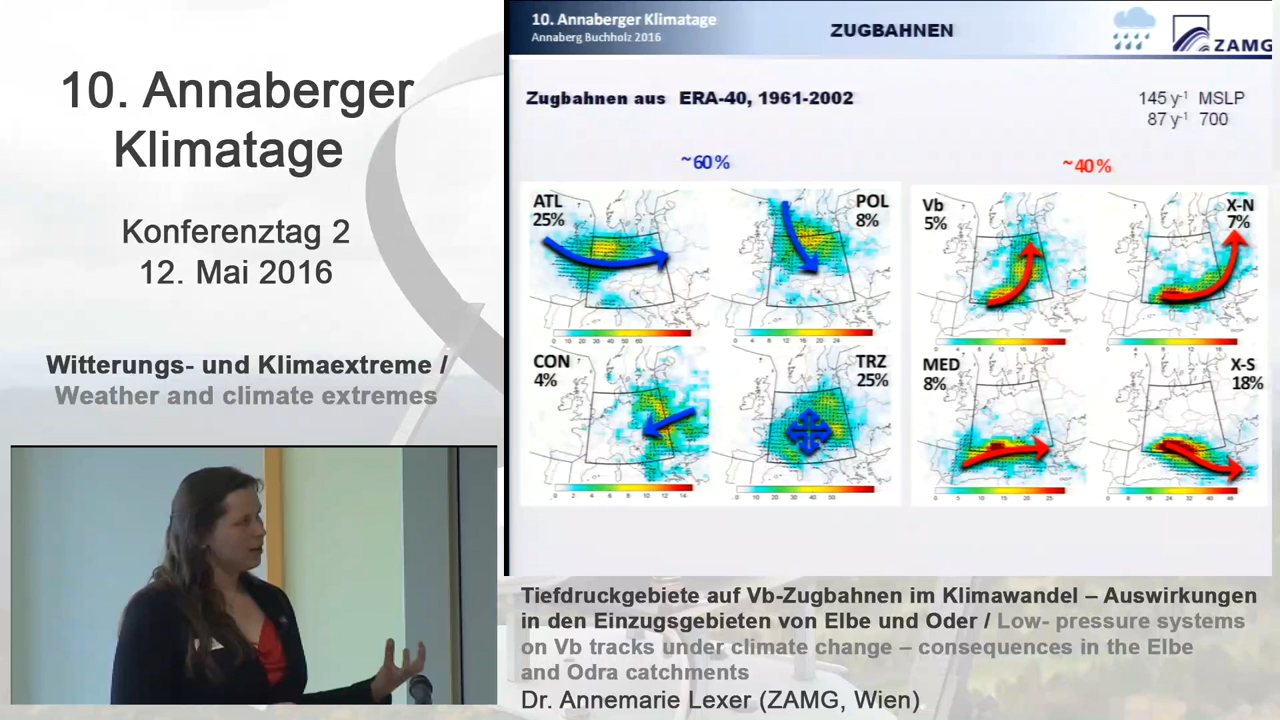 10. Annaberger
Klimatage
Konferenztag 2
12. Mai 2016
Witterungs- und Klimaextreme /
Weather and climate extremes
10. Annaberger Klimatage
Annaberg Buchholz 2016
ZUGBAHNEN
ZAMG
Zugbahnen aus ERA-40, 1961-2002
145 y-1 MSLP
87 y-1 700
~60%
~40%
ATL
25%
POL
8%
Vb
5%
X-N
7%
CON
4%
TRZ
25%
MED
8%
X-S
18%
Tiefdruckgebiete auf Vb-Zugbahnen im Klimawandel – Auswirkungen
in den Einzugsgebieten von Elbe und Oder / Low- pressure systems
on Vb tracks under climate change – consequences in the Elbe
and Odra catchments
Dr. Annemarie Lexer (ZAMG, Wien)